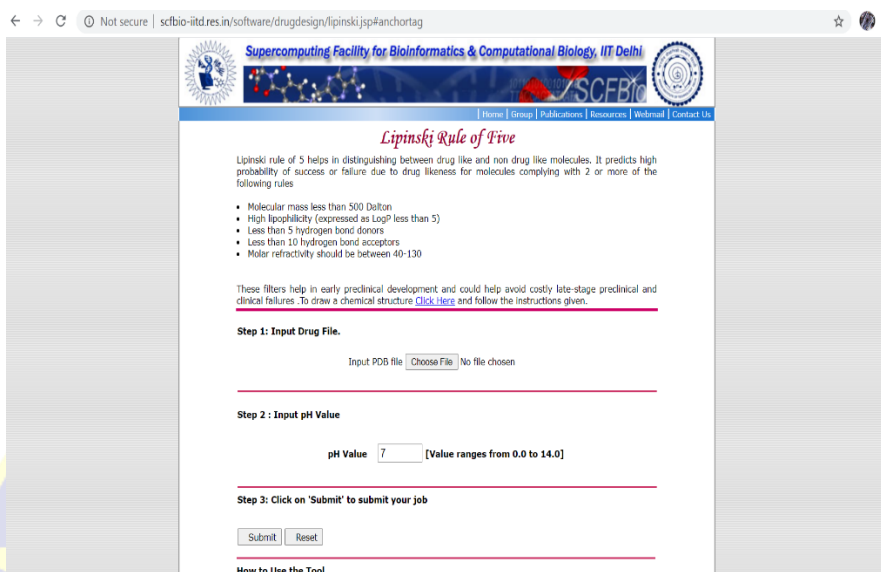 Not secure | scfbio-iitd.res.in/software/drugdesign/lipinski.jsp#anchortag
Supercomputing Facility for Bioinformatics & Computational Biology, IIT Delhi
SCFBio
| Home | Group | Publications | Resources | Webmail | Contact Us
Lipinski Rule of Five
Lipinski rule of 5 helps in distinguishing between drug like and non drug like molecules. It predicts high
probability of success or failure due to drug likeness for molecules complying with 2 or more of the
following rules
• Molecular mass less than 500 Dalton
• High lipophilicity (expressed as LogP less than 5)
• Less than 5 hydrogen bond donors
• Less than 10 hydrogen bond acceptors
• Molar refractivity should be between 40-130
These filters help in early preclinical development and could help avoid costly late-stage preclinical and
clinical failures .To draw a chemical structure Click Here and follow the instructions given.
Step 1: Input Drug File.
Input PDB file Choose File No file chosen
Step 2 : Input pH Value
pH Value 7 [Value ranges from 0.0 to 14.0]
Step 3: Click on 'Submit' to submit your job
Submit Reset
How to Use the Tool